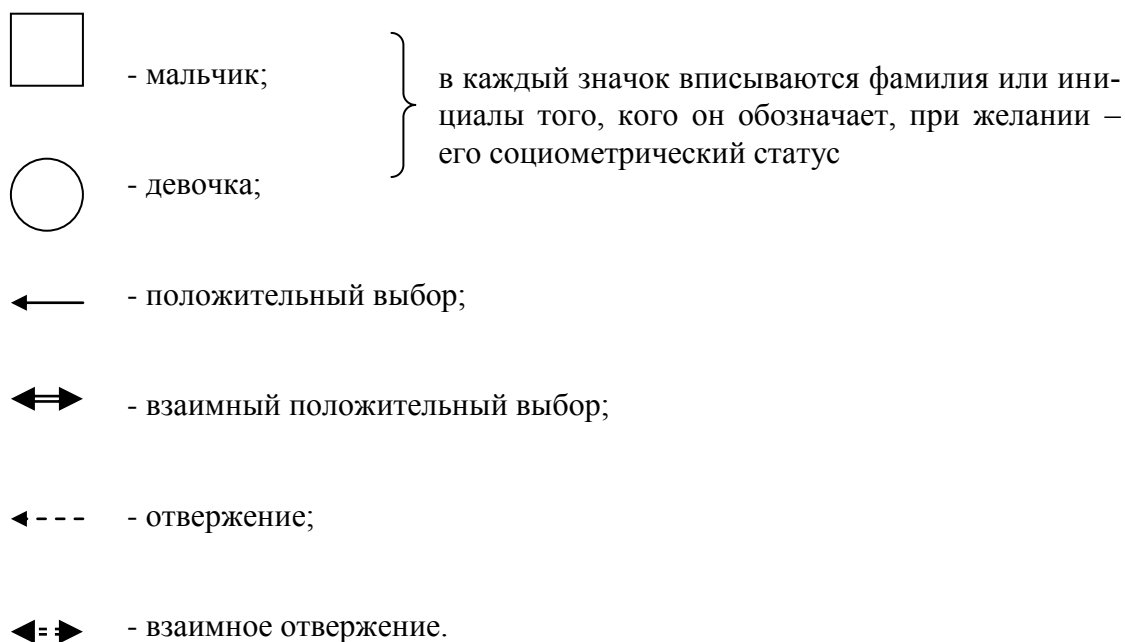 - мальчик;
в каждый значок вписываются фамилия или ини-
циалы того, кого он обозначает, при желании –
его социометрический статус
- девочка;
- положительный выбор;
- взаимный положительный выбор;
- отвержение;
- взаимное отвержение.